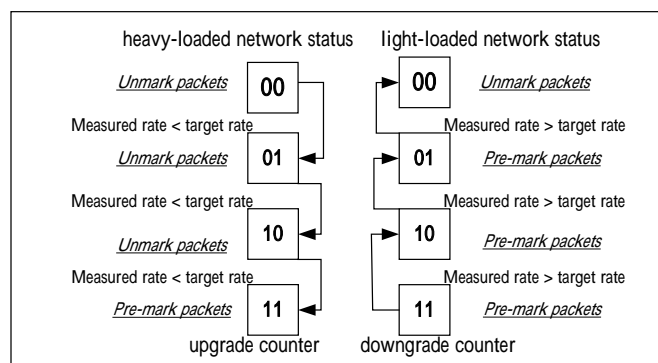 heavy-loaded network status light-loaded network status
Unmark packets 00 00 Unmark packets
Measured rate < target rate Measured rate > target rate
Unmark packets 01 01 Pre-mark packets
Measured rate < target rate Measured rate > target rate
Unmark packets 10 10 Pre-mark packets
Measured rate < target rate Measured rate > target rate
Pre-mark packets 11 11 Pre-mark packets
upgrade counter downgrade counter